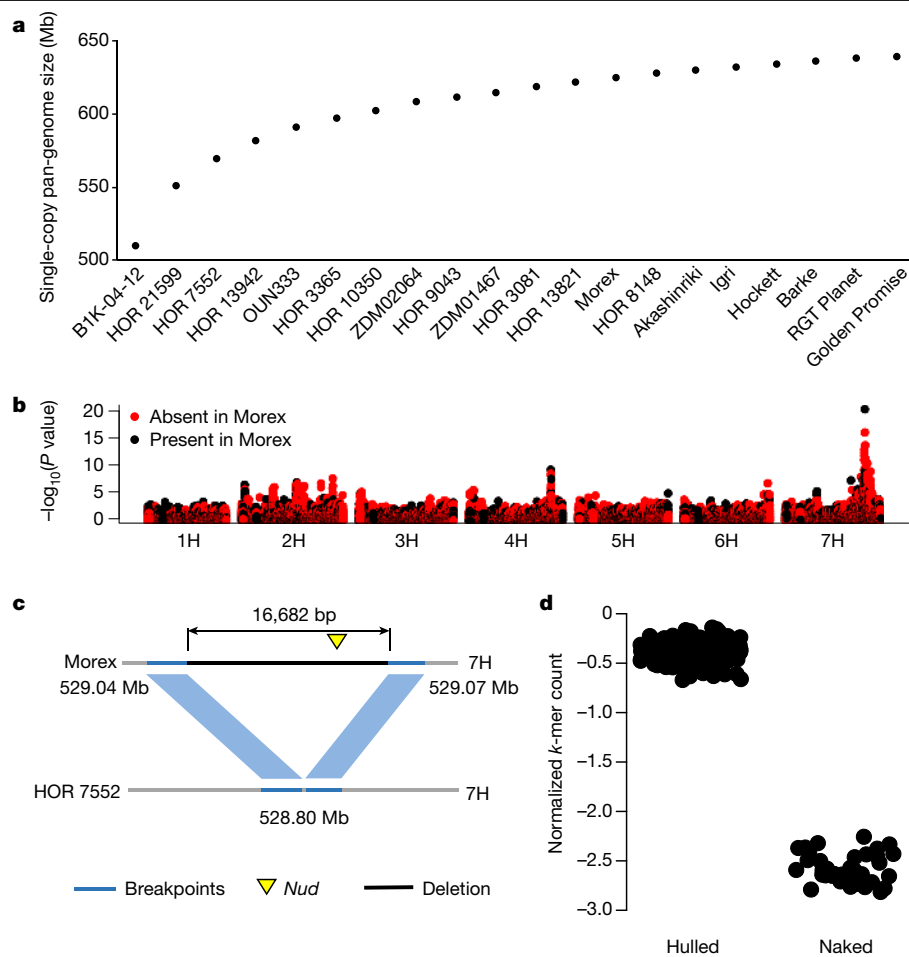 a
Single-copy pan-genome size (Mb)
650
600
550
500
B1K-04-12
HOR 21599
HOR 7552
HOR 13942
OUN333
HOR 3365
HOR 10350
ZDM02064
HOR 9043
ZDM01467
HOR 3081
HOR 13821
Morex
HOR 8148
Akashinriki
Igri
Hockett
Barke
RGT Planet
Golden Promise
b
–log10(P value)
20
15
10
5
0
Absent in Morex
Present in Morex
1H 2H 3H 4H 5H 6H 7H
c
16,682 bp
Morex 7H
529.04 Mb 529.07 Mb
HOR 7552 7H
528.80 Mb
Breakpoints Nud Deletion
d
Normalized k-mer count
0
–0.5
–1.0
–1.5
–2.0
–2.5
–3.0
Hulled Naked